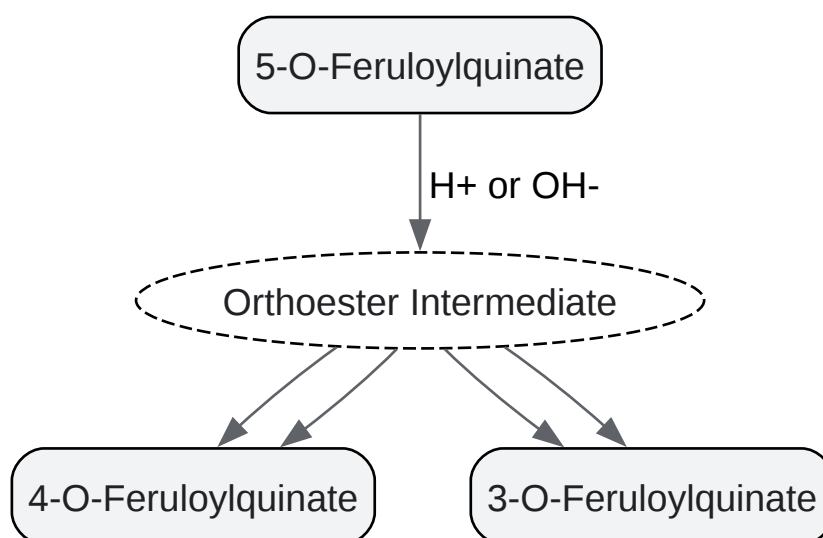 5-O-Feruloylquinate
H+ or OH-
Orthoester Intermediate
4-O-Feruloylquinate
3-O-Feruloylquinate